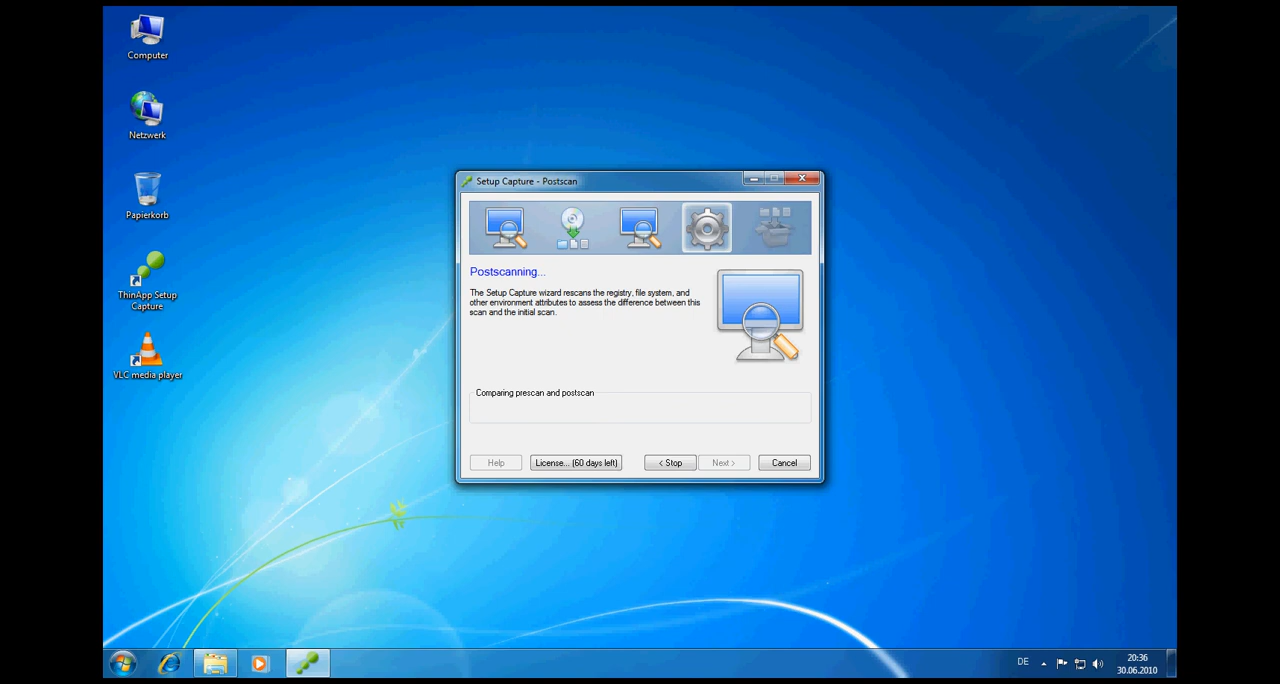 Computer
Netzwerk
Papierkorb
ThinApp Setup
Capture
VLC media player
Setup Capture - Postscan
Postscanning...
The Setup Capture wizard rescans the registry, file system, and
other environment attributes to assess the difference between this
scan and the initial scan.
Comparing prescan and postscan
Help
License... (60 days left)
< Stop
Next >
Cancel
DE
20:36
30.06.2010